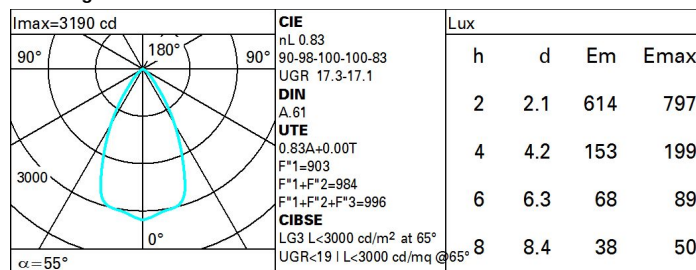 Imax=3190 cd
90° 180° 90°
3000
0°
α=55°
CIE
nL 0.83
90-98-100-100-83
UGR 17.3-17.1
DIN
A.61
UTE
0.83A+0.00T
F"1=903
F"1+F"2=984
F"1+F"2+F"3=996
CIBSE
LG3 L<3000 cd/m² at 65°
UGR<19 | L<3000 cd/mq @65°
Lux
h d Em Emax
2 2.1 614 797
4 4.2 153 199
6 6.3 68 89
8 8.4 38 50